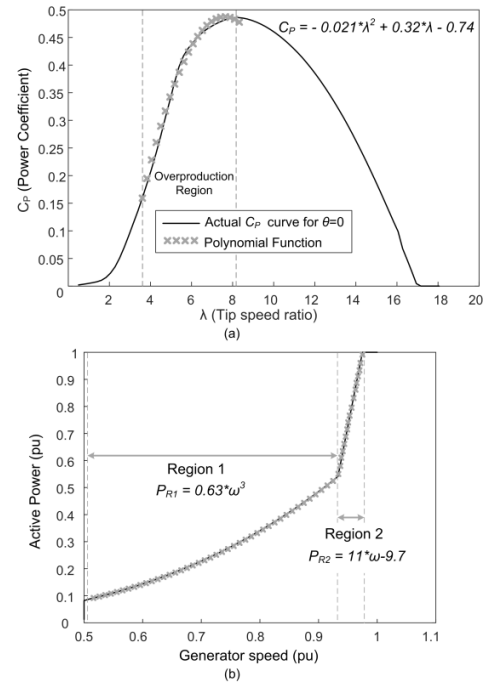 0.5
0.45
0.4
0.35
0.3
0.25
0.2
0.15
0.1
0.05
0
C_P (Power Coefficient)
C_P = - 0.021*λ² + 0.32*λ - 0.74
Overproduction
Region
Actual C_P curve for θ=0
Polynomial Function
2 4 6 8 10 12 14 16 18 20
λ (Tip speed ratio)
(a)
1
0.9
0.8
0.7
0.6
0.5
0.4
0.3
0.2
0.1
0
Active Power (pu)
Region 1
P_R1 = 0.63*ω³
Region 2
P_R2 = 11*ω-9.7
0.5 0.6 0.7 0.8 0.9 1 1.1
Generator speed (pu)
(b)